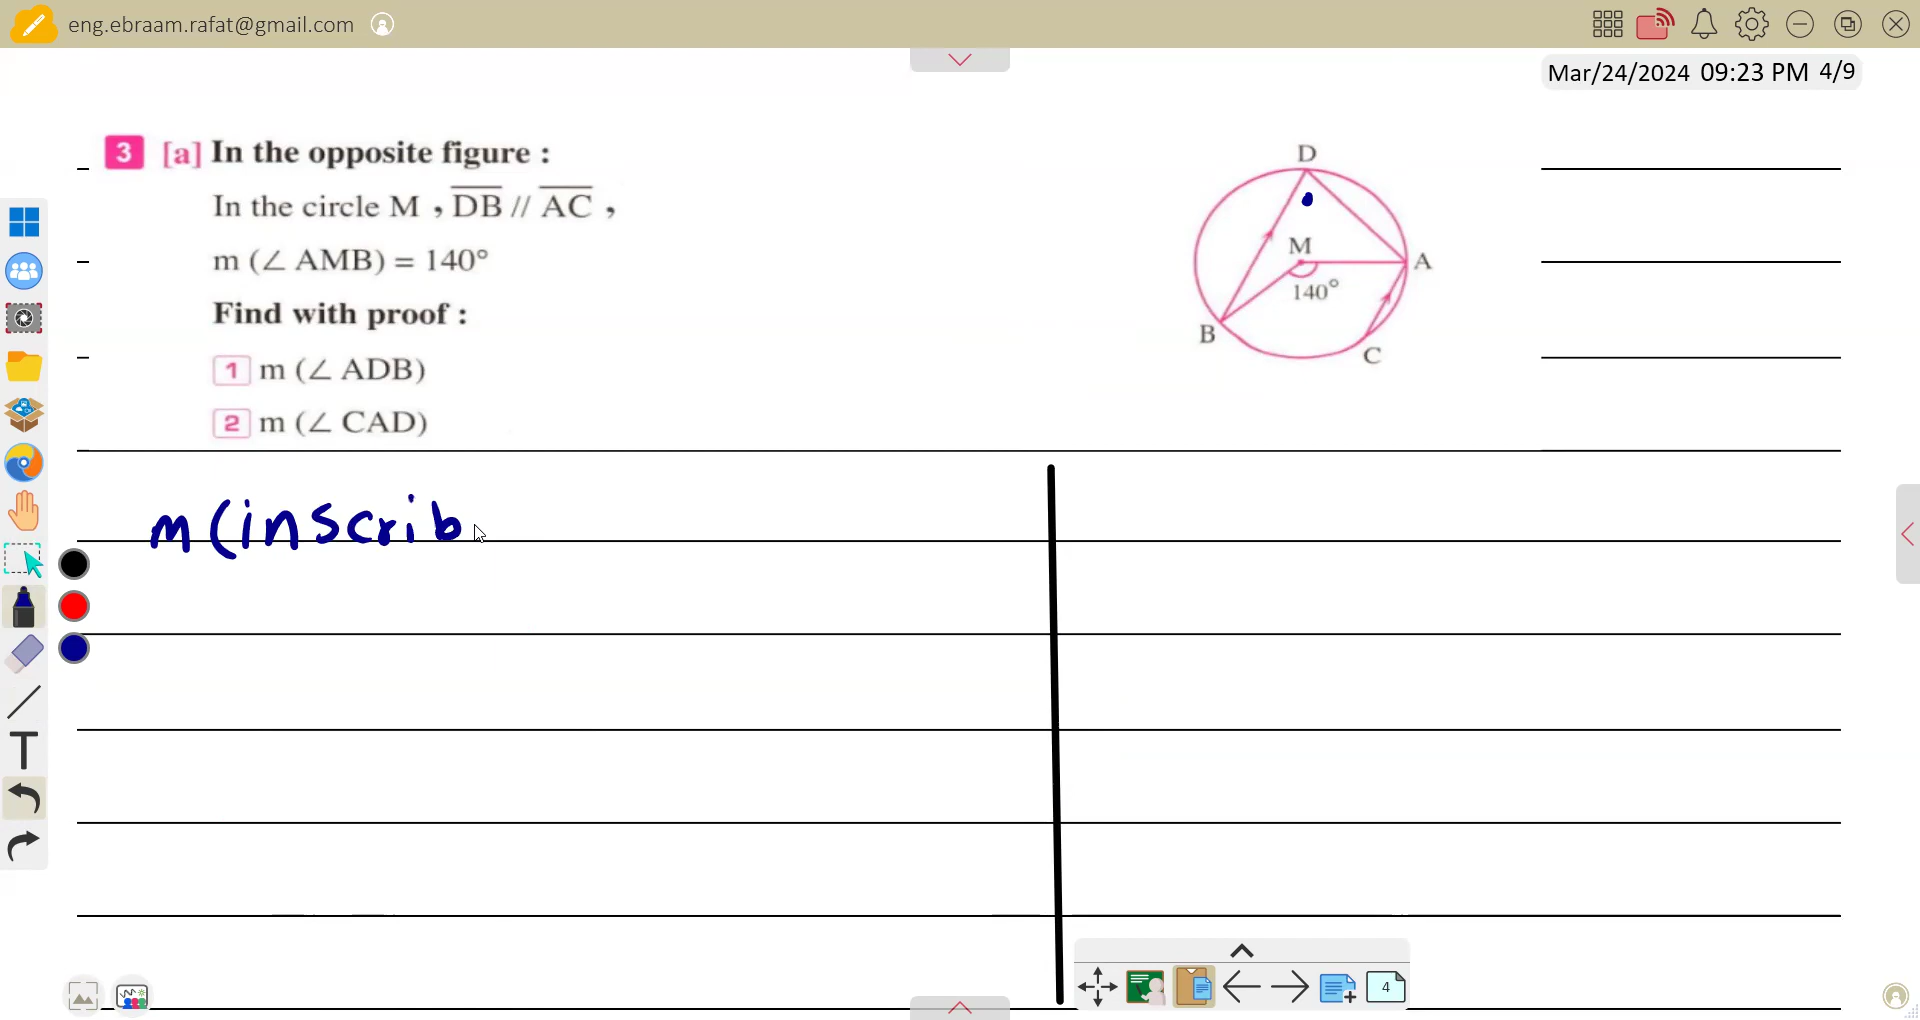 eng.ebraam.rafat@gmail.com
Mar/24/2024 09:23 PM 4/9
3 [a] In the opposite figure :
In the circle M , DB // AC ,
m (∠ AMB) = 140°
Find with proof :
1 m (∠ ADB)
2 m (∠ CAD)
D
M
A
140°
B
C
m(inscrib
T
4